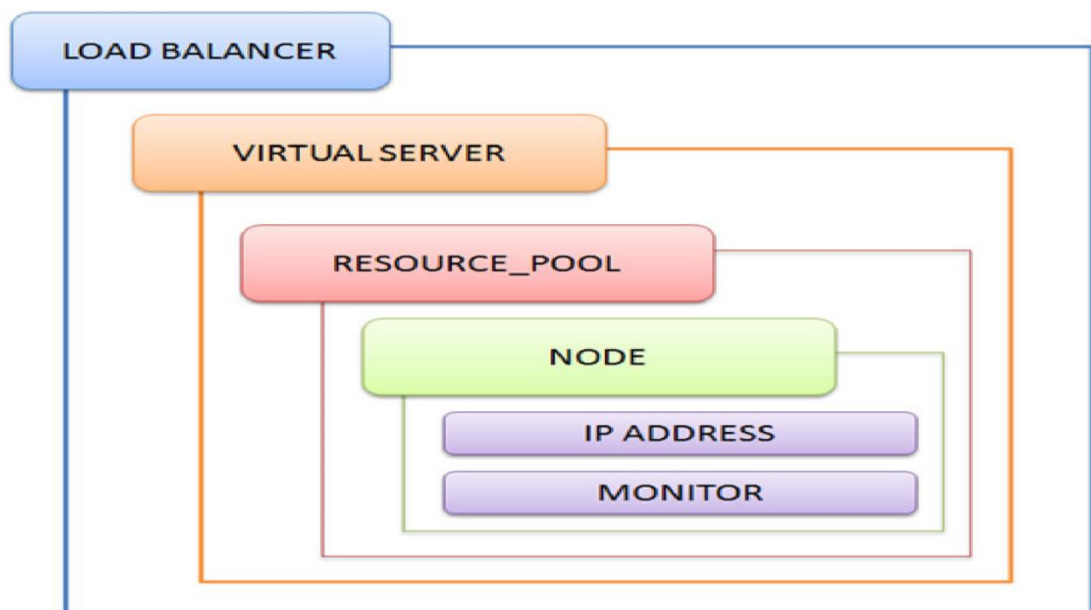 LOAD BALANCER
VIRTUAL SERVER
RESOURCE_POOL
NODE
IP ADDRESS
MONITOR